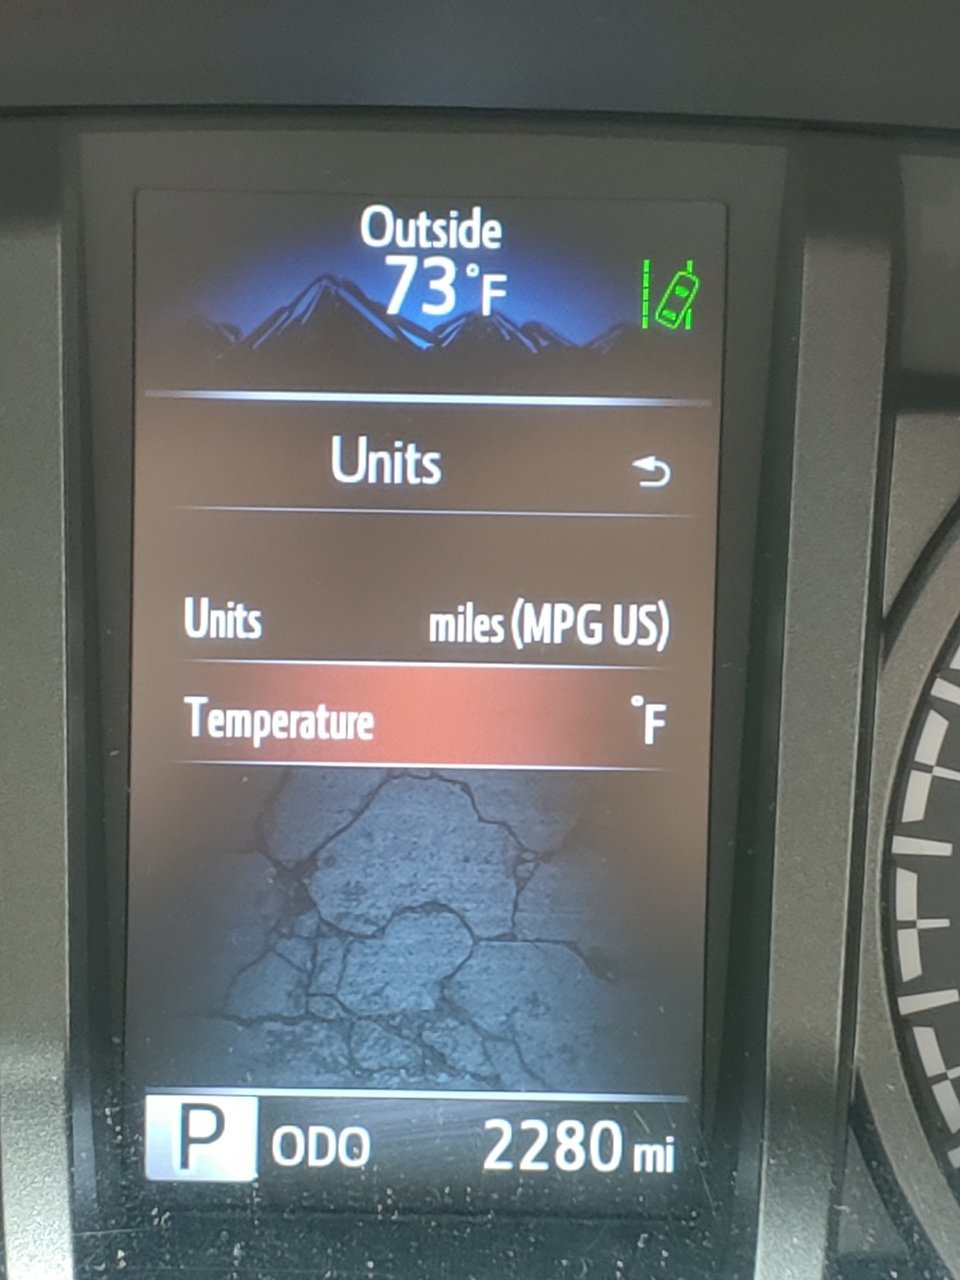 Outside
73°F
Units
Units miles (MPG US)
Temperature °F
P ODO 2280 mi